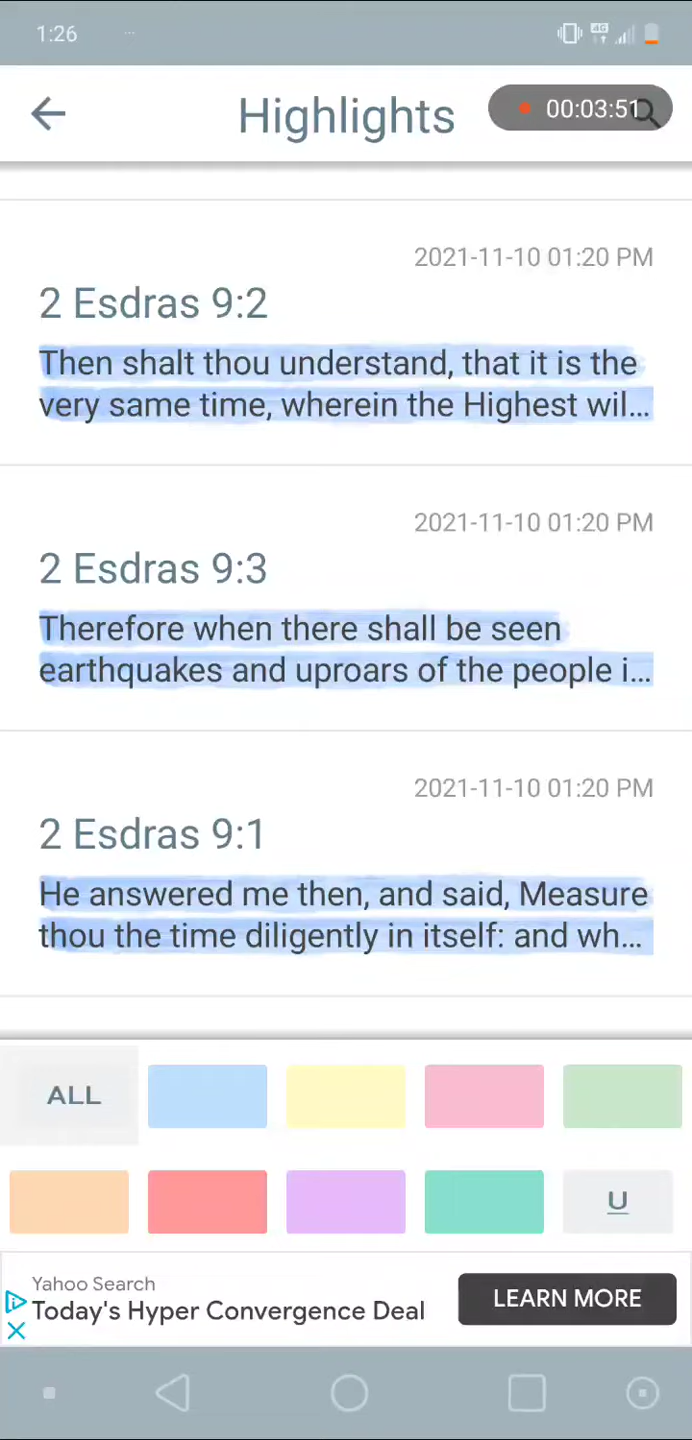 1:26
4G
Highlights
00:03:51
2021-11-10 01:20 PM
2 Esdras 9:2
Then shalt thou understand, that it is the
very same time, wherein the Highest wil...
2021-11-10 01:20 PM
2 Esdras 9:3
Therefore when there shall be seen
earthquakes and uproars of the people i...
2021-11-10 01:20 PM
2 Esdras 9:1
He answered me then, and said, Measure
thou the time diligently in itself: and wh...
ALL
U
Yahoo Search
Today's Hyper Convergence Deal
LEARN MORE